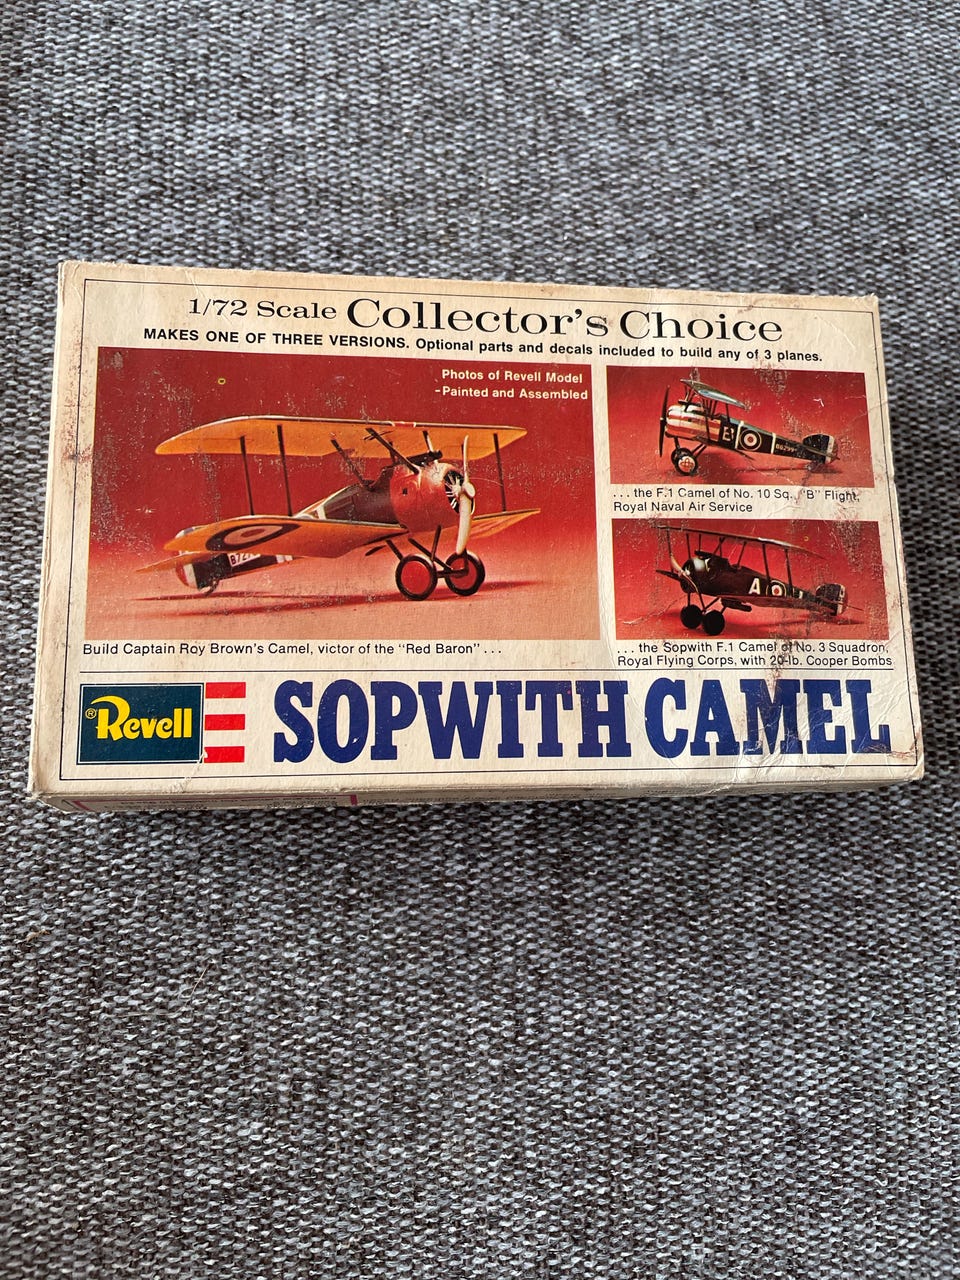 1/72 Scale Collector's Choice
MAKES ONE OF THREE VERSIONS. Optional parts and decals included to build any of 3 planes.
Photos of Revell Model
-Painted and Assembled
E
. . . the F.1 Camel of No. 10 Sq., "B" Flight,
Royal Naval Air Service
A
Build Captain Roy Brown's Camel, victor of the "Red Baron" . . .
. . . the Sopwith F.1 Camel of No. 3 Squadron,
Royal Flying Corps, with 20-lb. Cooper Bombs
® Revell
SOPWITH CAMEL